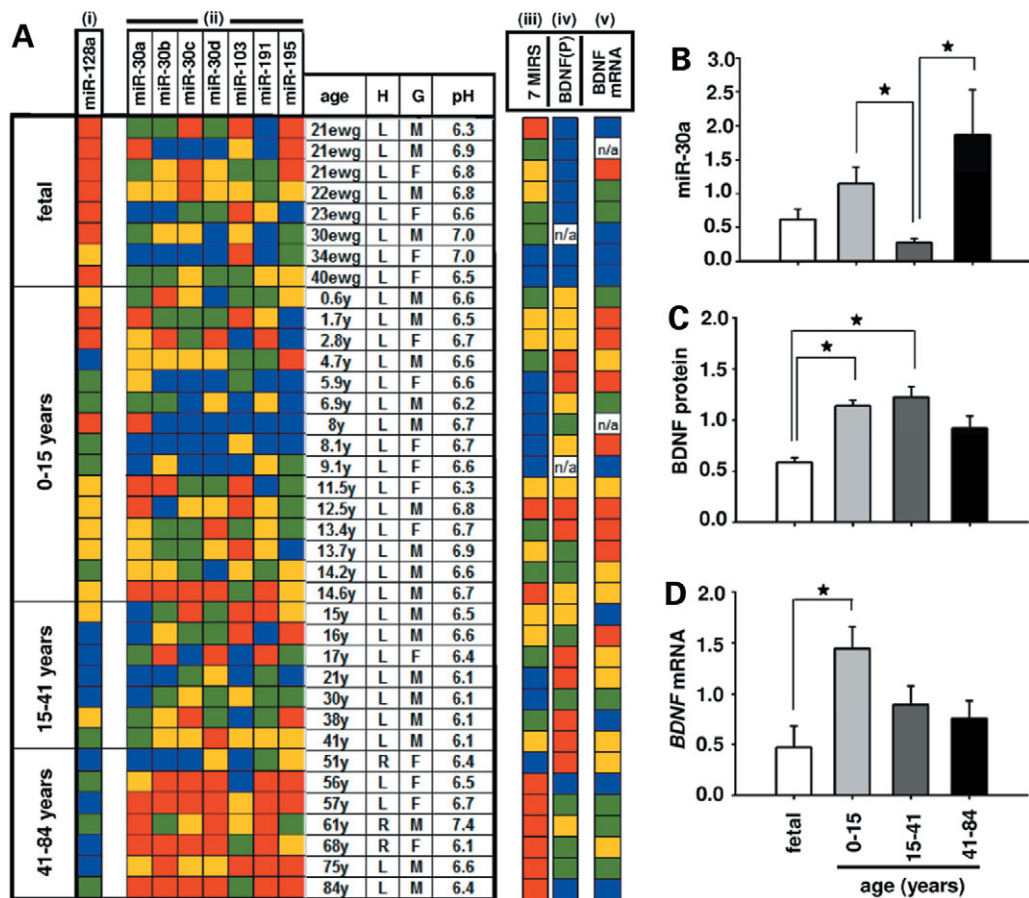 A
(i)
(ii)
miR-128a
miR-30a
miR-30b
miR-30c
miR-30d
miR-103
miR-191
miR-195
age H G pH
fetal
21ewg L M 6.3
21ewg L M 6.9
21ewg L F 6.8
22ewg L M 6.8
23ewg L F 6.6
30ewg L M 7.0
34ewg L F 7.0
40ewg L F 6.5
0-15 years
0.6y L M 6.6
1.7y L M 6.5
2.8y L F 6.7
4.7y L M 6.6
5.9y L F 6.6
6.9y L M 6.2
8y L M 6.7
8.1y L F 6.7
9.1y L F 6.6
11.5y L F 6.3
12.5y L M 6.8
13.4y L F 6.7
13.7y L M 6.9
14.2y L M 6.6
14.6y L M 6.7
15-41 years
15y L M 6.5
16y L M 6.6
17y L F 6.4
21y L M 6.1
30y L M 6.1
38y L M 6.1
41y L M 6.1
41-84 years
51y R F 6.4
56y L F 6.5
57y L F 6.7
61y R M 7.4
68y R F 6.1
75y L M 6.6
84y L M 6.4
(iii) (iv) (v)
7 MIRS
BDNF(P)
BDNF
mRNA
n/a
n/a
n/a
n/a
B
miR-30a
3.0
2.5
2.0
1.5
1.0
0.5
0.0
★
★
C
BDNF protein
2.0
1.5
1.0
0.5
0.0
★
★
D
BDNF mRNA
2.0
1.5
1.0
0.5
0.0
★
fetal
0-15
15-41
41-84
age (years)